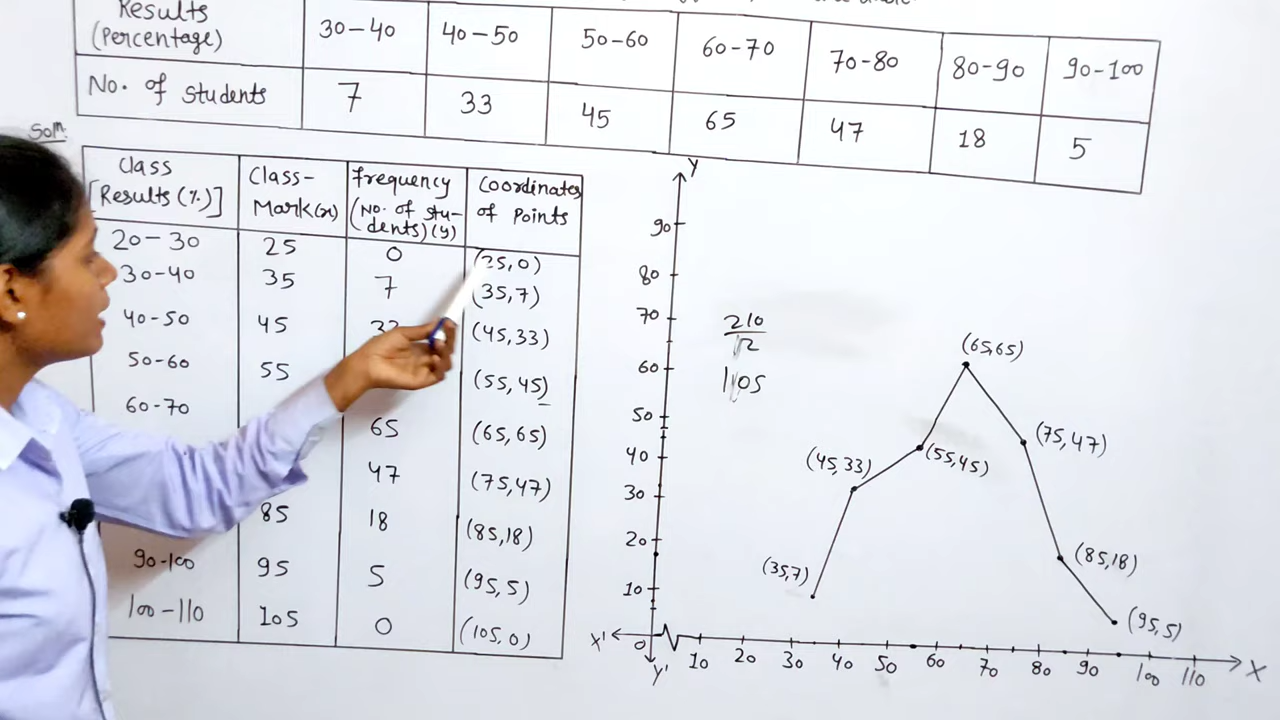 Results (Percentage) 30-40 40-50 50-60 60-70 70-80 80-90 90-100
No. of students 7 33 45 65 47 18 5
Soln.
Class [Results (%)] Class-Mark(x) frequency (No. of stu-dents) (y) Coordinates of Points
20-30 25 0 (25,0)
30-40 35 7 (35,7)
40-50 45 (45,33)
50-60 55 (55,45)
60-70 65 (65,65)
47 (75,47)
85 18 (85,18)
90-100 95 5 (95,5)
100-110 105 0 (105,0)
Y
90
80
70
60
50
40
30
20
10
210
2
105
(65,65)
(75,47)
(45,33)
(55,45)
(35,7)
(85,18)
(95,5)
X' 0 10 20 30 40 50 60 70 80 90 100 110 X
Y'